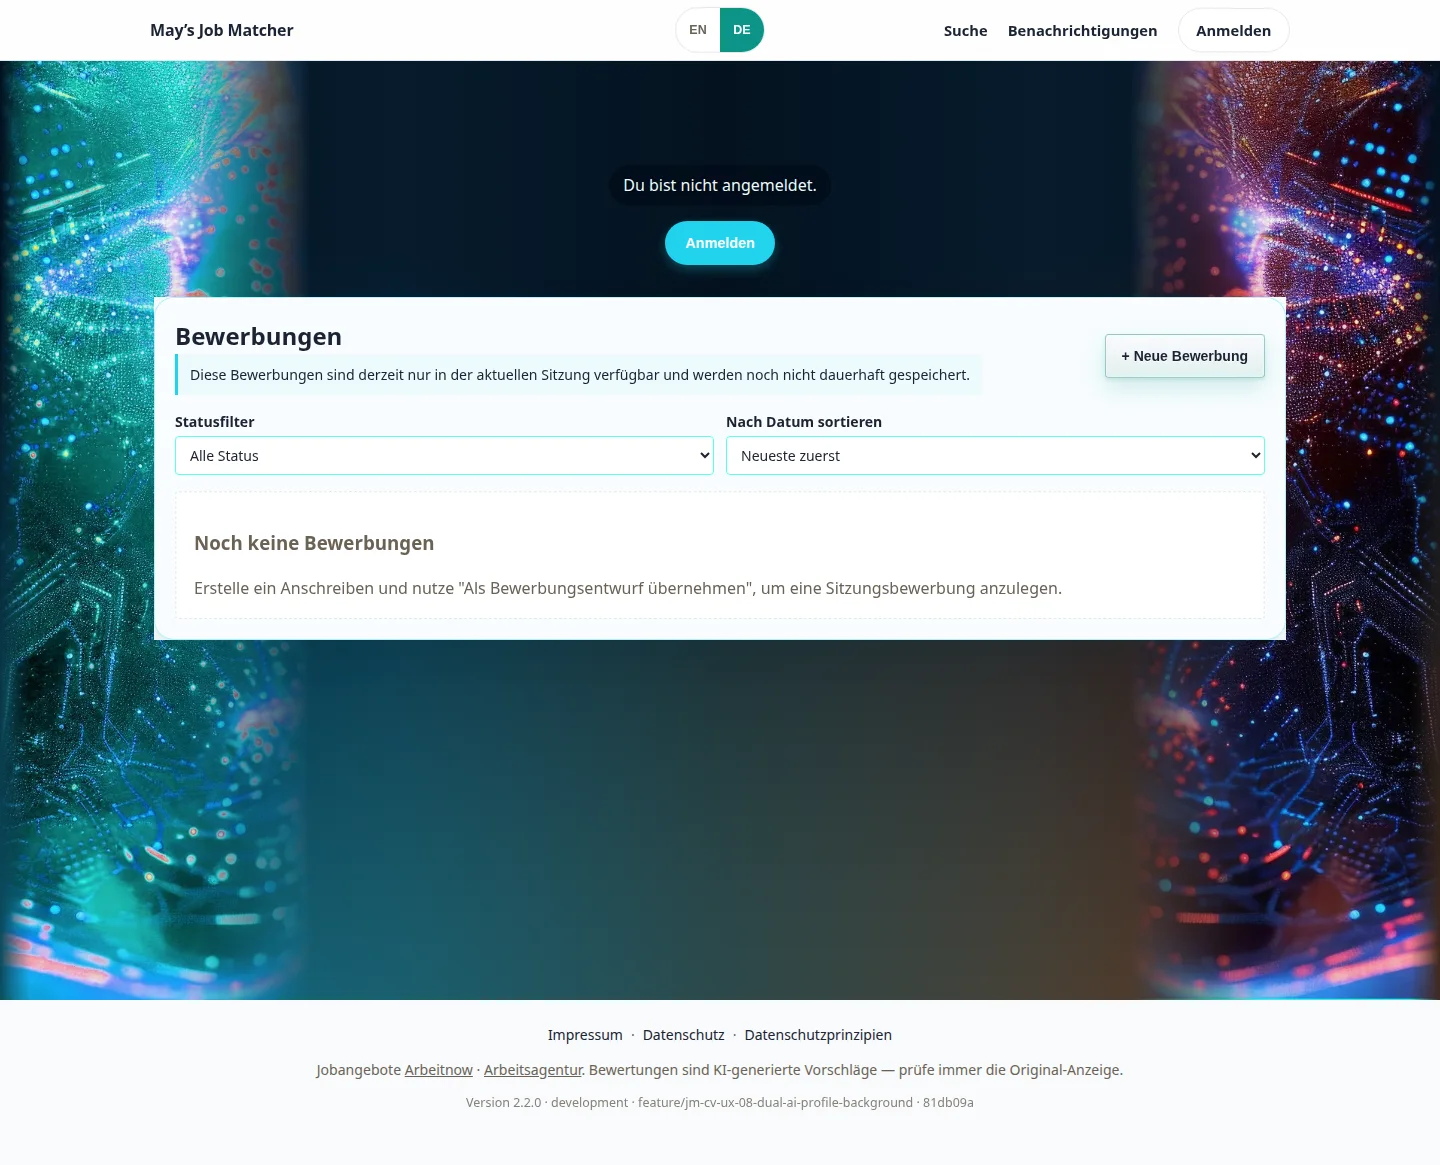 May’s Job Matcher
EN DE
Suche Benachrichtigungen Anmelden
Du bist nicht angemeldet.
Anmelden
Bewerbungen
+ Neue Bewerbung
Diese Bewerbungen sind derzeit nur in der aktuellen Sitzung verfügbar und werden noch nicht dauerhaft gespeichert.
Statusfilter
Nach Datum sortieren
Alle Status
Neueste zuerst
Noch keine Bewerbungen
Erstelle ein Anschreiben und nutze "Als Bewerbungsentwurf übernehmen", um eine Sitzungsbewerbung anzulegen.
Impressum · Datenschutz · Datenschutzprinzipien
Jobangebote Arbeitnow · Arbeitsagentur. Bewertungen sind KI-generierte Vorschläge — prüfe immer die Original-Anzeige.
Version 2.2.0 · development · feature/jm-cv-ux-08-dual-ai-profile-background · 81db09a